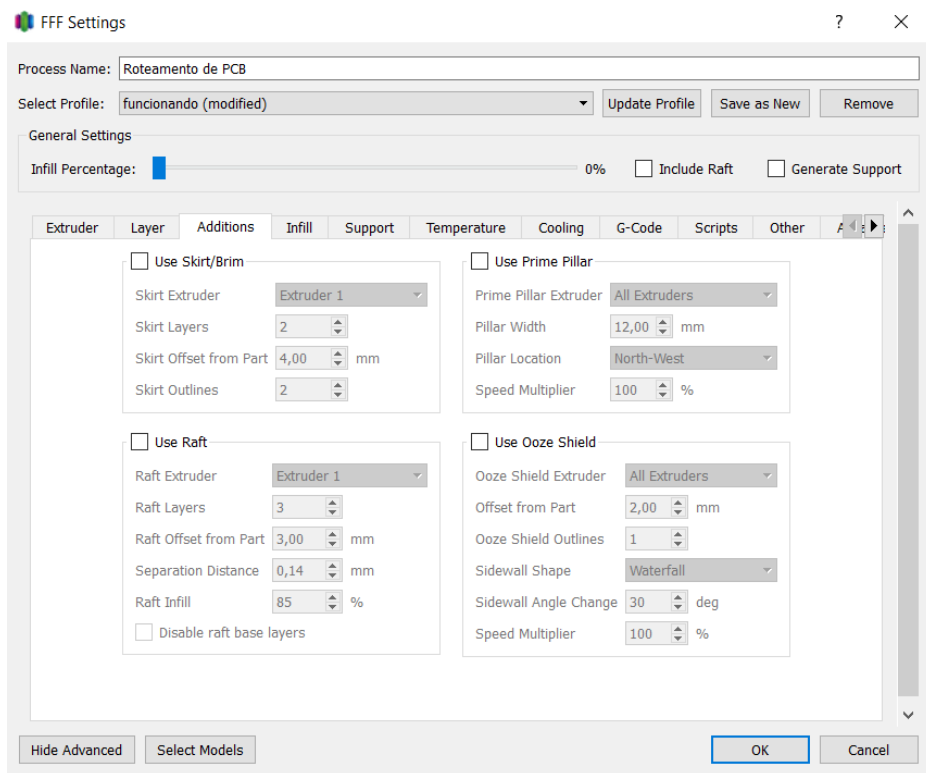 FFF Settings
Process Name: Roteamento de PCB
Select Profile: funcionando (modified) Update Profile Save as New Remove
General Settings
Infill Percentage: 0% Include Raft Generate Support
Extruder Layer Additions Infill Support Temperature Cooling G-Code Scripts Other
Use Skirt/Brim
Skirt Extruder Extruder 1
Skirt Layers 2
Skirt Offset from Part 4,00 mm
Skirt Outlines 2
Use Prime Pillar
Prime Pillar Extruder All Extruders
Pillar Width 12,00 mm
Pillar Location North-West
Speed Multiplier 100 %
Use Raft
Raft Extruder Extruder 1
Raft Layers 3
Raft Offset from Part 3,00 mm
Separation Distance 0,14 mm
Raft Infill 85 %
Disable raft base layers
Use Ooze Shield
Ooze Shield Extruder All Extruders
Offset from Part 2,00 mm
Ooze Shield Outlines 1
Sidewall Shape Waterfall
Sidewall Angle Change 30 deg
Speed Multiplier 100 %
Hide Advanced Select Models OK Cancel